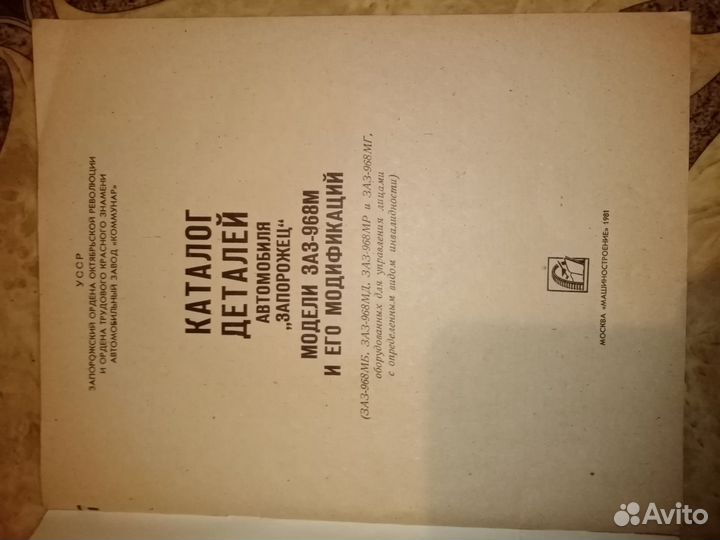 УССР
ЗАПОРОЖСКИЙ ОРДЕНА ОКТЯБРЬСКОЙ РЕВОЛЮЦИИ
И ОРДЕНА ТРУДОВОГО КРАСНОГО ЗНАМЕНИ
АВТОМОБИЛЬНЫЙ ЗАВОД «КОММУНАР»
КАТАЛОГ
ДЕТАЛЕЙ
АВТОМОБИЛЯ
„ЗАПОРОЖЕЦ“
МОДЕЛИ ЗАЗ-968М
И ЕГО МОДИФИКАЦИЙ
(ЗАЗ-968МБ, ЗАЗ-968МД, ЗАЗ-968МР и ЗАЗ-968МГ,
оборудованных для управления лицами
с определенным видом инвалидности)
МОСКВА «МАШИНОСТРОЕНИЕ» 1981
Avito